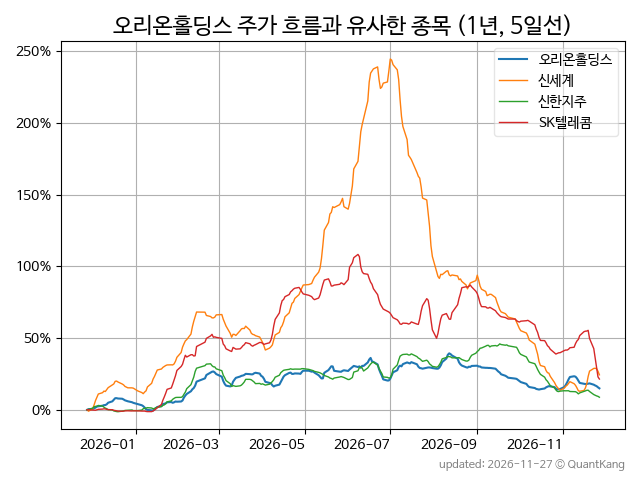 오리온홀딩스 주가 흐름과 유사한 종목 (1년, 5일선)
250%
200%
150%
100%
50%
0%
오리온홀딩스
신세계
신한지주
SK텔레콤
2026-01
2026-03
2026-05
2026-07
2026-09
2026-11
updated: 2026-11-27 © QuantKang